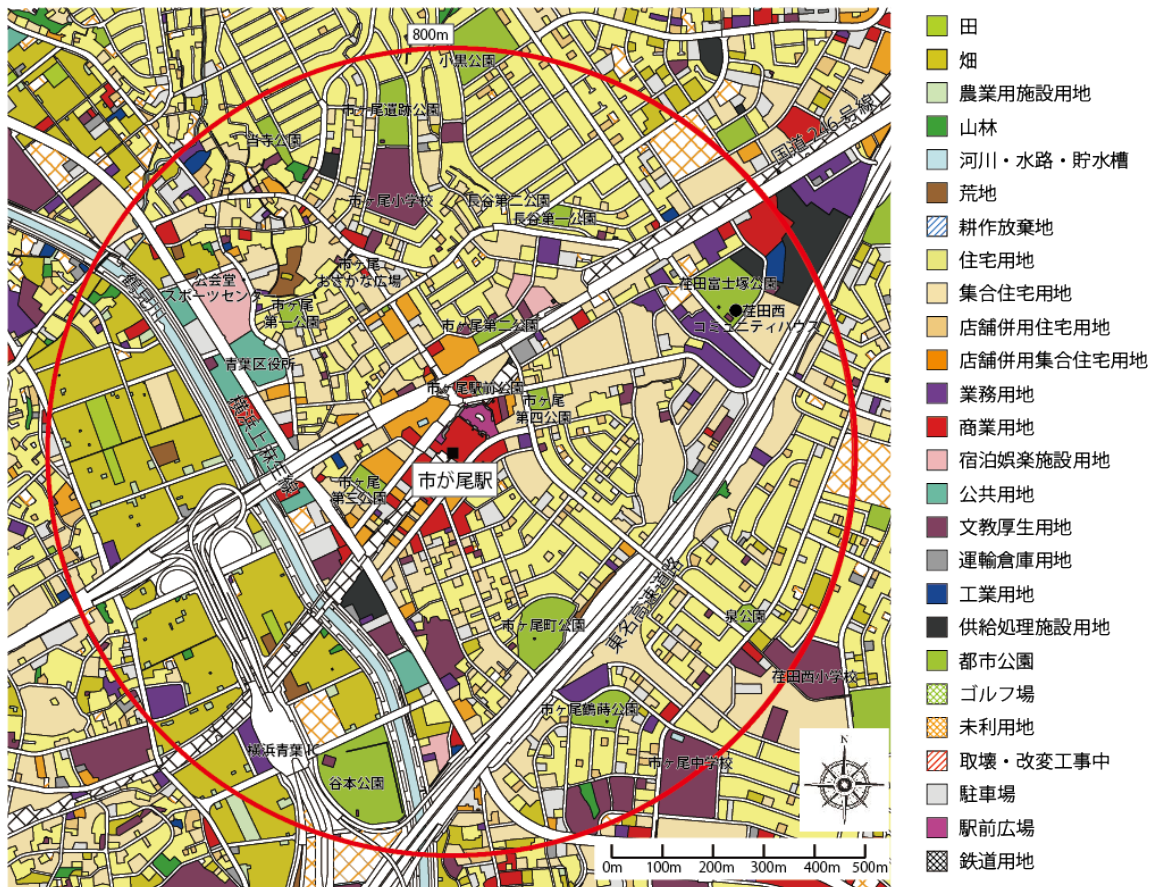 800m
小黒公園
市ヶ尾遺跡公園
当寺公園
国道 246 号線
市ヶ尾小学校
長谷第二公園
長谷第一公園
市ヶ尾
おさかな広場
公会堂
スポーツセンター
鶴見川
市ヶ尾
第一公園
荏田富士塚公園
荏田西
コミュニティハウス
市ヶ尾第二公園
青葉区役所
市ヶ尾駅前公園
市ヶ尾
第四公園
横浜上麻生線
市が尾駅
市ヶ尾
第三公園
東名高速道路
市ヶ尾町公園
泉公園
荏田西小学校
市ヶ尾鶴蒔公園
横浜青葉IC
市ヶ尾中学校
谷本公園
N
0m 100m 200m 300m 400m 500m
田
畑
農業用施設用地
山林
河川・水路・貯水槽
荒地
耕作放棄地
住宅用地
集合住宅用地
店舗併用住宅用地
店舗併用集合住宅用地
業務用地
商業用地
宿泊娯楽施設用地
公共用地
文教厚生用地
運輸倉庫用地
工業用地
供給処理施設用地
都市公園
ゴルフ場
未利用地
取壊・改変工事中
駐車場
駅前広場
鉄道用地